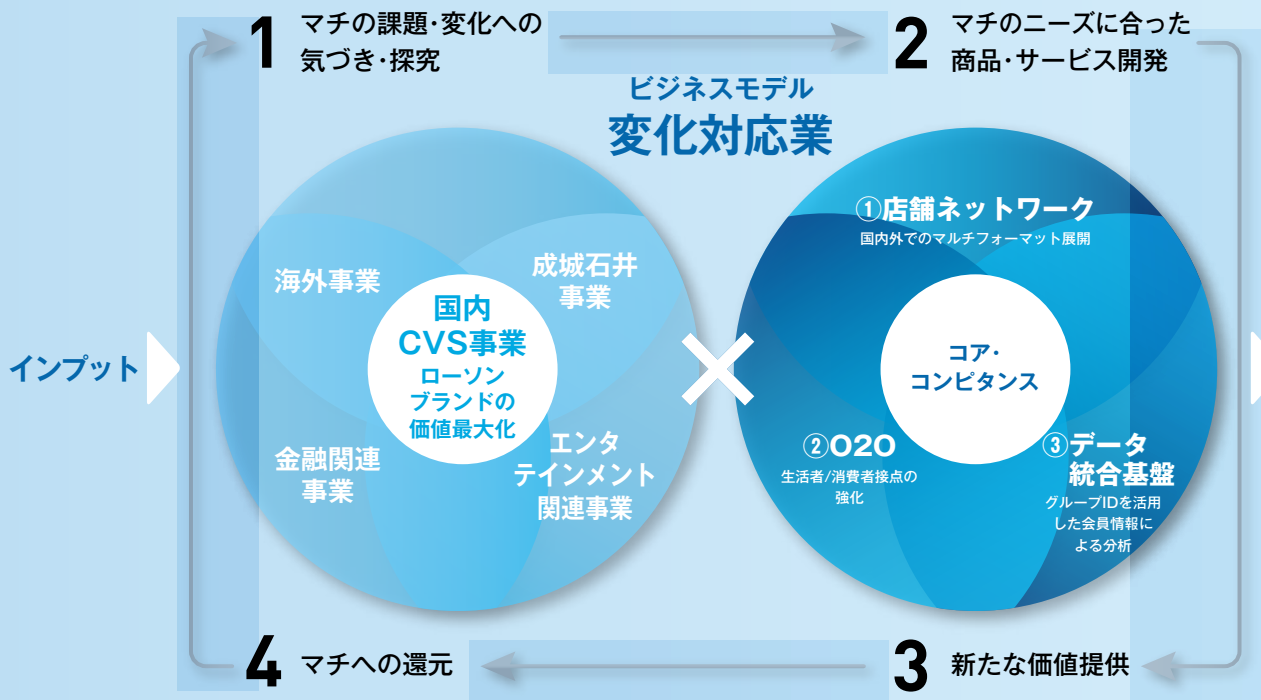 1
マチの課題・変化への
気づき・探究
2
マチのニーズに合った
商品・サービス開発
ビジネスモデル
変化対応業
インプット
海外事業
成城石井
事業
国内
CVS事業
ローソン
ブランドの
価値最大化
金融関連
事業
エンタ
テインメント
関連事業
×
①店舗ネットワーク
国内外でのマルチフォーマット展開
コア・
コンピタンス
②O2O
生活者/消費者接点の
強化
③データ
統合基盤
グループIDを活用
した会員情報に
よる分析
4
マチへの還元
3
新たな価値提供